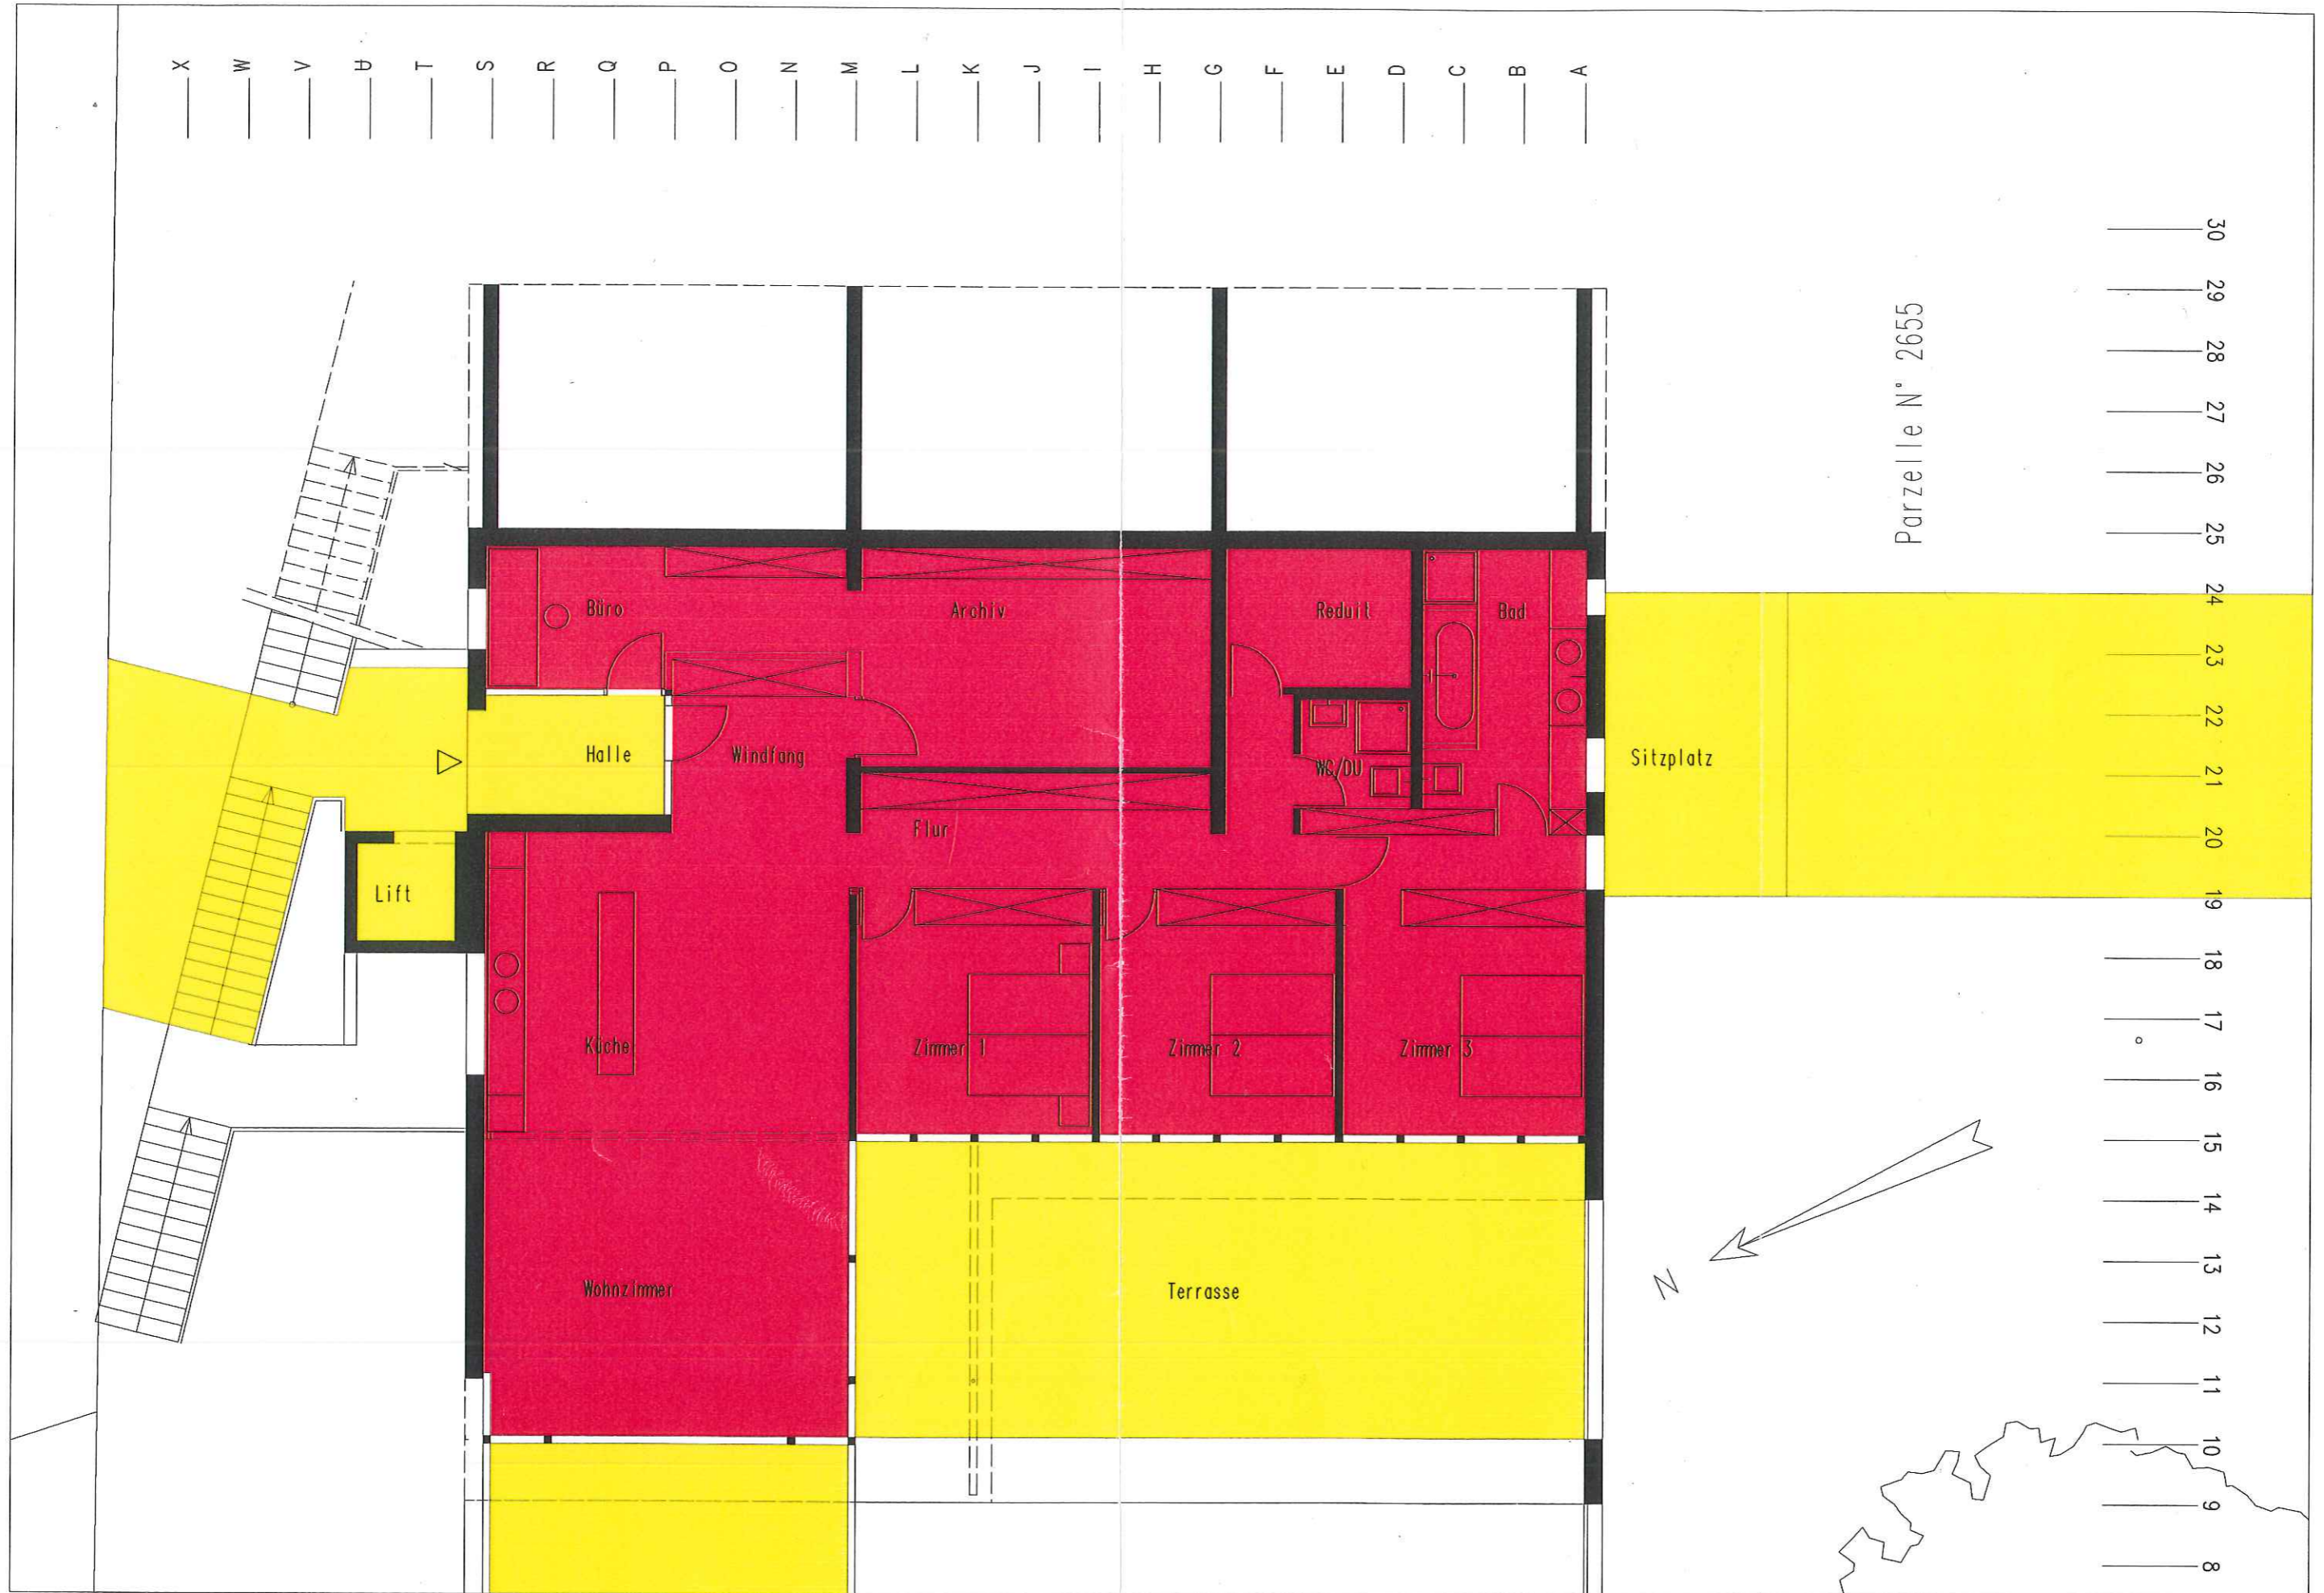 X W V U T S R Q P O N M L K J I H G F E D C B A
30
29
28
27
26
25
24
23
22
21
20
19
18
17
16
15
14
13
12
11
10
9
8
Parzelle N° 2655
Büro
Archiv
Reduit
Bad
Halle
Windfang
WC/DU
Sitzplatz
Flur
Lift
Küche
Zimmer 1
Zimmer 2
Zimmer 3
Wohnzimmer
Terrasse
N